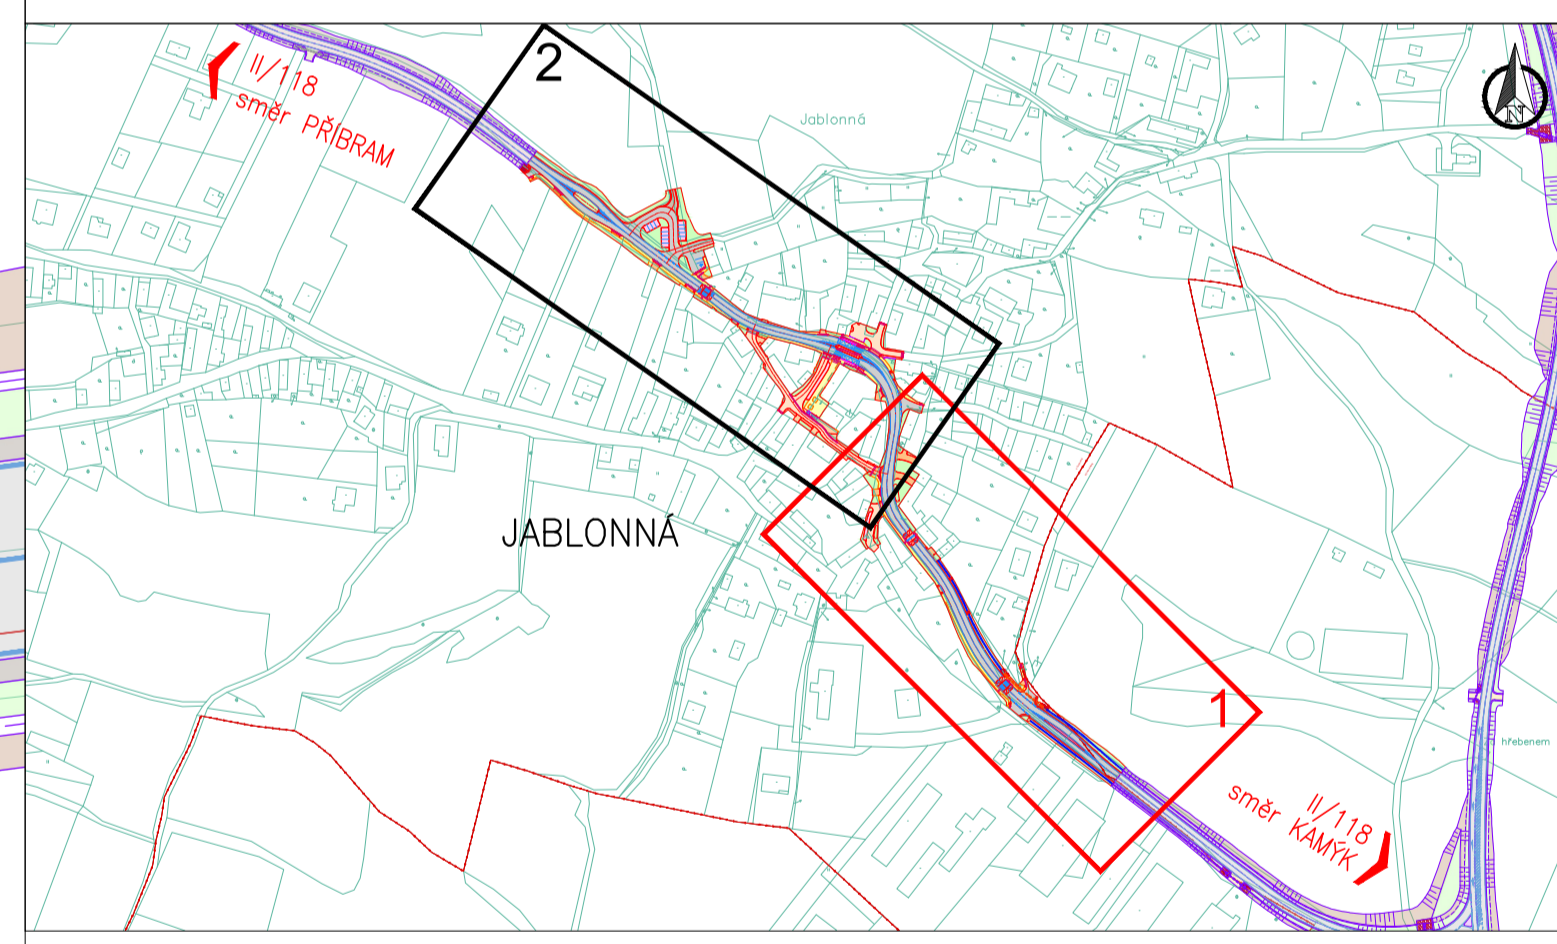 2
II/118
směr PŘÍBRAM
Jablonná
N
JABLONNÁ
1
hřebenem
II/118
směr KAMÝK